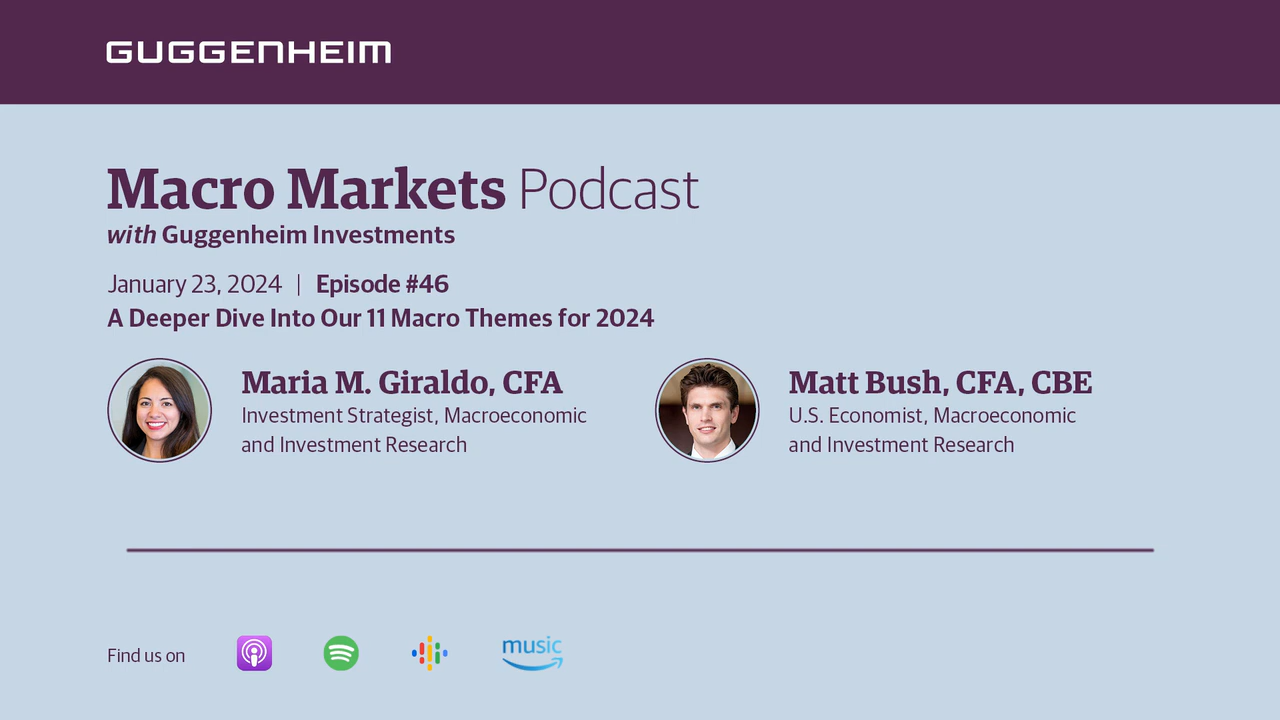 GUGGENHEIM
Macro Markets Podcast
with Guggenheim Investments
January 23, 2024 | Episode #46
A Deeper Dive Into Our 11 Macro Themes for 2024
Maria M. Giraldo, CFA
Investment Strategist, Macroeconomic
and Investment Research
Matt Bush, CFA, CBE
U.S. Economist, Macroeconomic
and Investment Research
Find us on
music